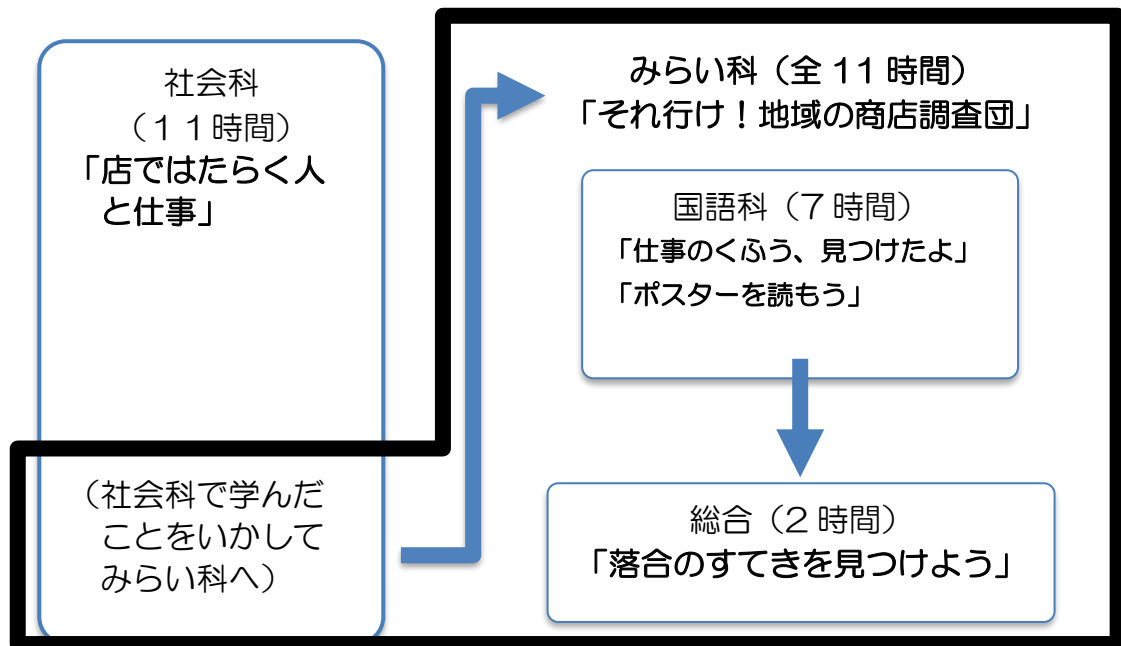 社会科
（１１時間）
「店ではたらく人
と仕事」
（社会科で学んだ
ことをいかして
みらい科へ）
みらい科（全 11 時間）
「それ行け！地域の商店調査団」
国語科（7 時間）
「仕事のくふう、見つけたよ」
「ポスターを読もう」
総合（2 時間）
「落合のすてきを見つけよう」